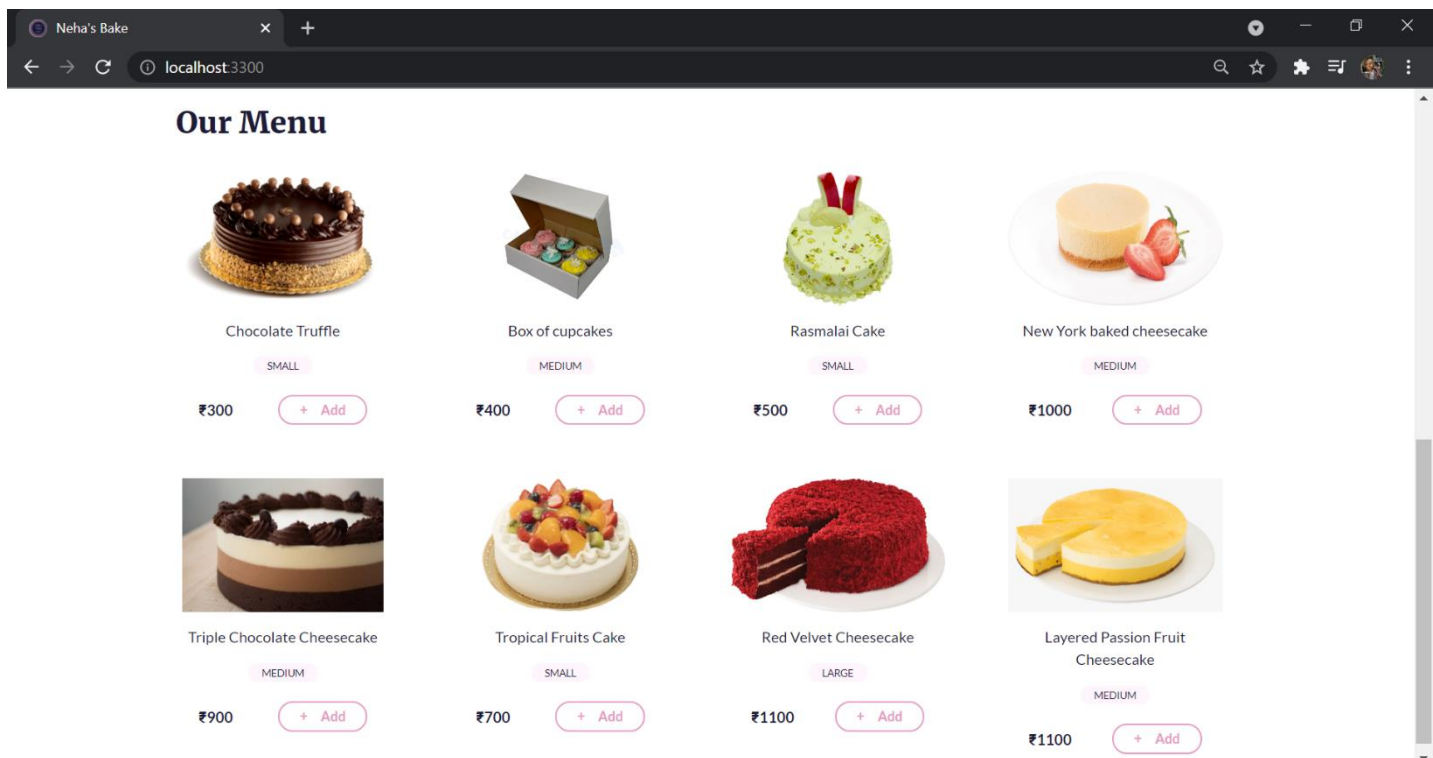 Neha's Bake
localhost:3300
Our Menu
Chocolate Truffle
SMALL
₹300
+ Add
Box of cupcakes
MEDIUM
₹400
+ Add
Rasmalai Cake
SMALL
₹500
+ Add
New York baked cheesecake
MEDIUM
₹1000
+ Add
Triple Chocolate Cheesecake
MEDIUM
₹900
+ Add
Tropical Fruits Cake
SMALL
₹700
+ Add
Red Velvet Cheesecake
LARGE
₹1100
+ Add
Layered Passion Fruit
Cheesecake
MEDIUM
₹1100
+ Add